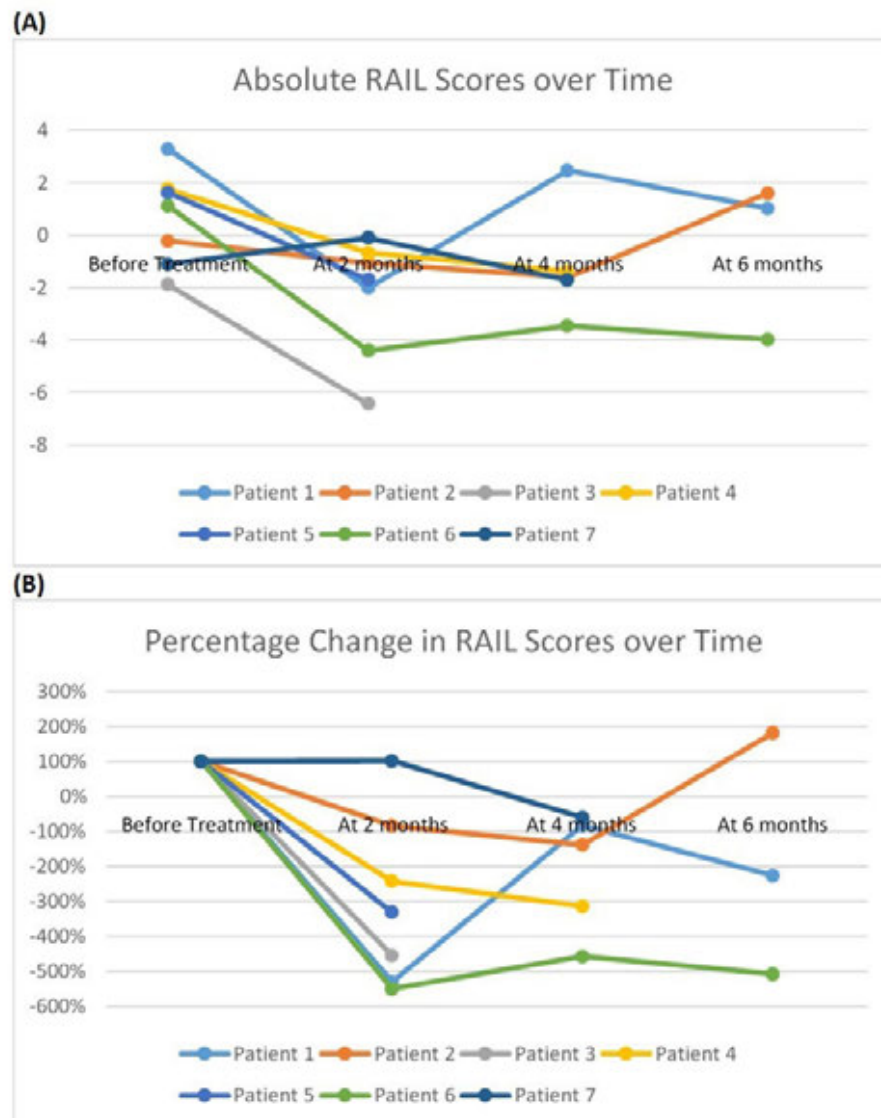 (A)
Absolute RAIL Scores over Time
4
2
0
Before Treatment At 2 months At 4 months At 6 months
-2
-4
-6
-8
Patient 1 Patient 2 Patient 3 Patient 4
Patient 5 Patient 6 Patient 7
(B)
Percentage Change in RAIL Scores over Time
300%
200%
100%
0%
Before Treatment At 2 months At 4 months At 6 months
-100%
-200%
-300%
-400%
-500%
-600%
Patient 1 Patient 2 Patient 3 Patient 4
Patient 5 Patient 6 Patient 7